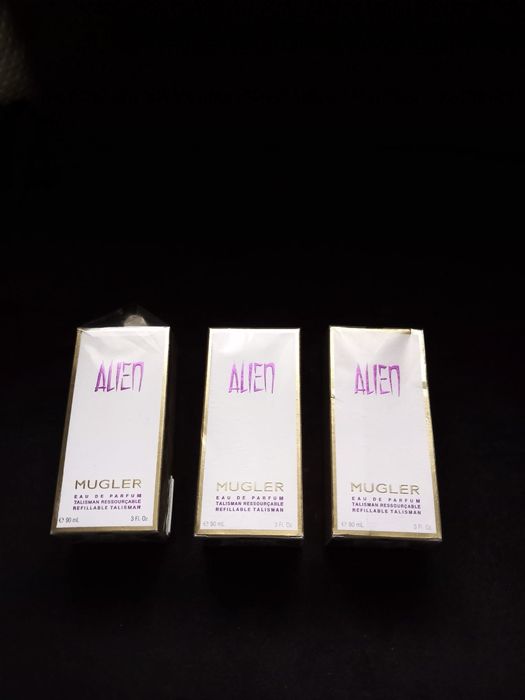 ALIEN
MUGLER
EAU DE PARFUM
TALISMAN RESSOURÇABLE
REFILLABLE TALISMAN
℮ 90 mL 3 Fl. Oz
ALIEN
MUGLER
EAU DE PARFUM
TALISMAN RESSOURÇABLE
REFILLABLE TALISMAN
℮ 90 mL 3 Fl. Oz
ALIEN
MUGLER
EAU DE PARFUM
TALISMAN RESSOURÇABLE
REFILLABLE TALISMAN
℮ 90 mL 3 Fl. Oz